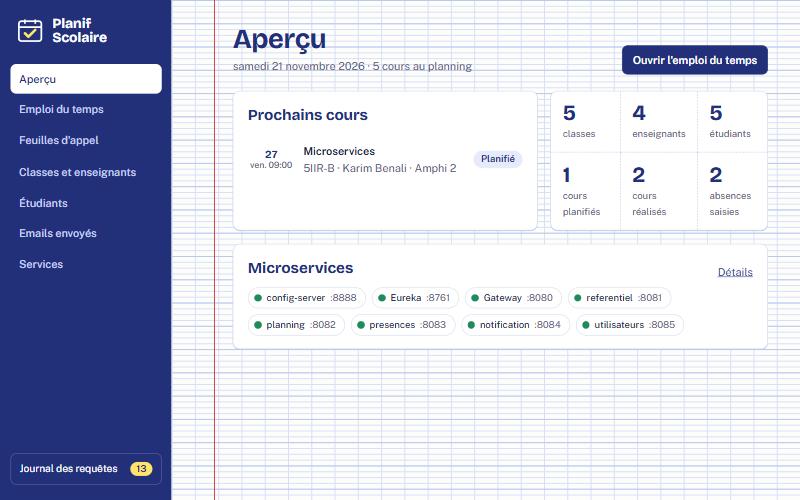 Planif
Scolaire
Aperçu
Emploi du temps
Feuilles d'appel
Classes et enseignants
Étudiants
Emails envoyés
Services
Journal des requêtes 13
Aperçu
samedi 21 novembre 2026 · 5 cours au planning
Ouvrir l'emploi du temps
Prochains cours
27
ven. 09:00
Microservices
5IIR-B · Karim Benali · Amphi 2
Planifié
5
classes
4
enseignants
5
étudiants
1
cours
planifiés
2
cours
réalisés
2
absences
saisies
Microservices
Détails
config-server :8888
Eureka :8761
Gateway :8080
referentiel :8081
planning :8082
presences :8083
notification :8084
utilisateurs :8085